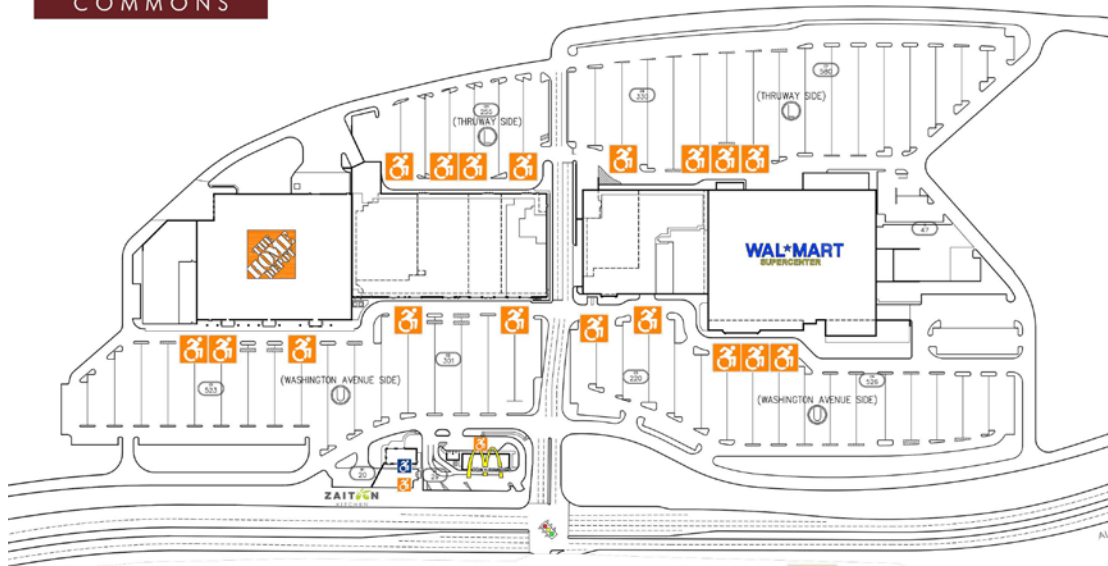 COMMONS
580
330
255
(THRUWAY SIDE)
(THRUWAY SIDE)
L
L
47
THE
HOME
DEPOT
WAL★MART
SUPERCENTER
301
220
526
523
(WASHINGTON AVENUE SIDE)
(WASHINGTON AVENUE SIDE)
U
U
20
ZAITOON
KITCHEN